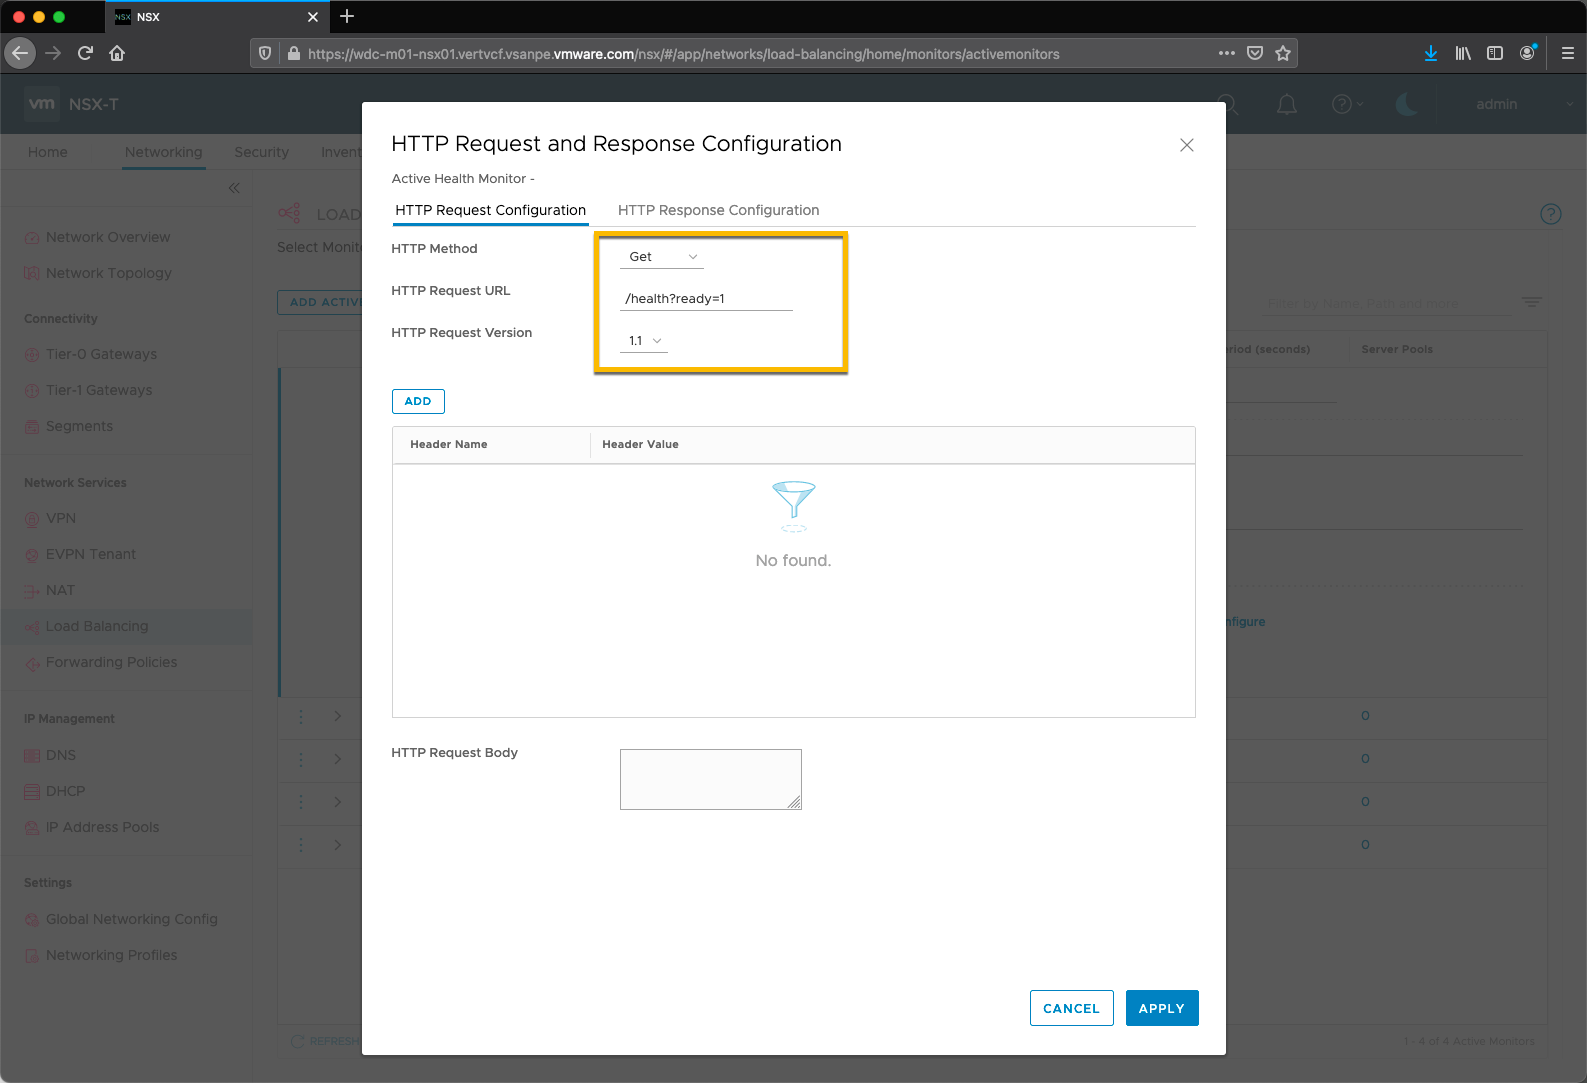 NSX NSX
https://wdc-m01-nsx01.vertvcf.vsanpe.vmware.com/nsx/#/app/networks/load-balancing/home/monitors/activemonitors
vm NSX-T
admin
Home Networking Security Invent
LOAD
Select Monito
ADD ACTIVE
Filter by Name, Path and more
riod (seconds) Server Pools
Network Overview
Network Topology
Connectivity
Tier-0 Gateways
Tier-1 Gateways
Segments
Network Services
VPN
EVPN Tenant
NAT
Load Balancing
Forwarding Policies
IP Management
DNS
DHCP
IP Address Pools
Settings
Global Networking Config
Networking Profiles
HTTP Request and Response Configuration
Active Health Monitor -
HTTP Request Configuration HTTP Response Configuration
HTTP Method Get
HTTP Request URL /health?ready=1
HTTP Request Version 1.1
ADD
Header Name Header Value
No found.
HTTP Request Body
CANCEL APPLY
nfigure
0
0
0
0
REFRESH
1 - 4 of 4 Active Monitors